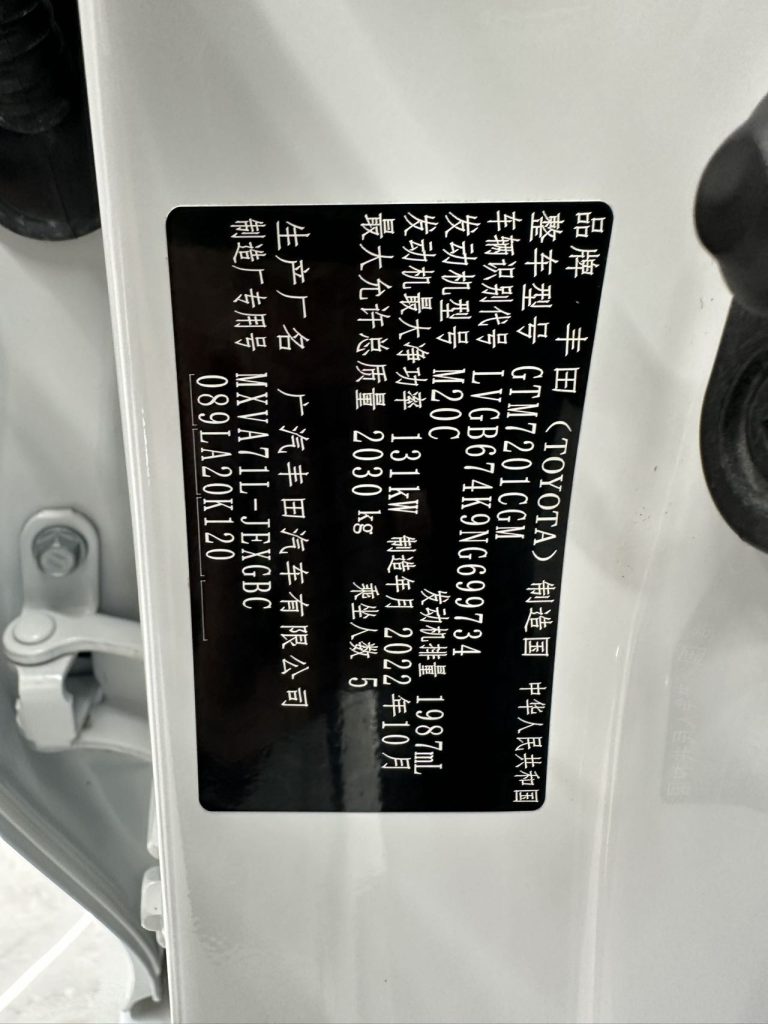 品牌 丰田(TOYOTA) 制造国 中华人民共和国
整车型号 GTM7201CGM
车辆识别代号 LVGB674K9NG699734
发动机型号 M20C 发动机排量 1987mL
发动机最大净功率 131kW 制造年月 2022年10月
最大允许总质量 2030 kg 乘坐人数 5
生产厂名 广汽丰田汽车有限公司
制造厂专用号 MXVA71L-JEXGBC
089LA20K120